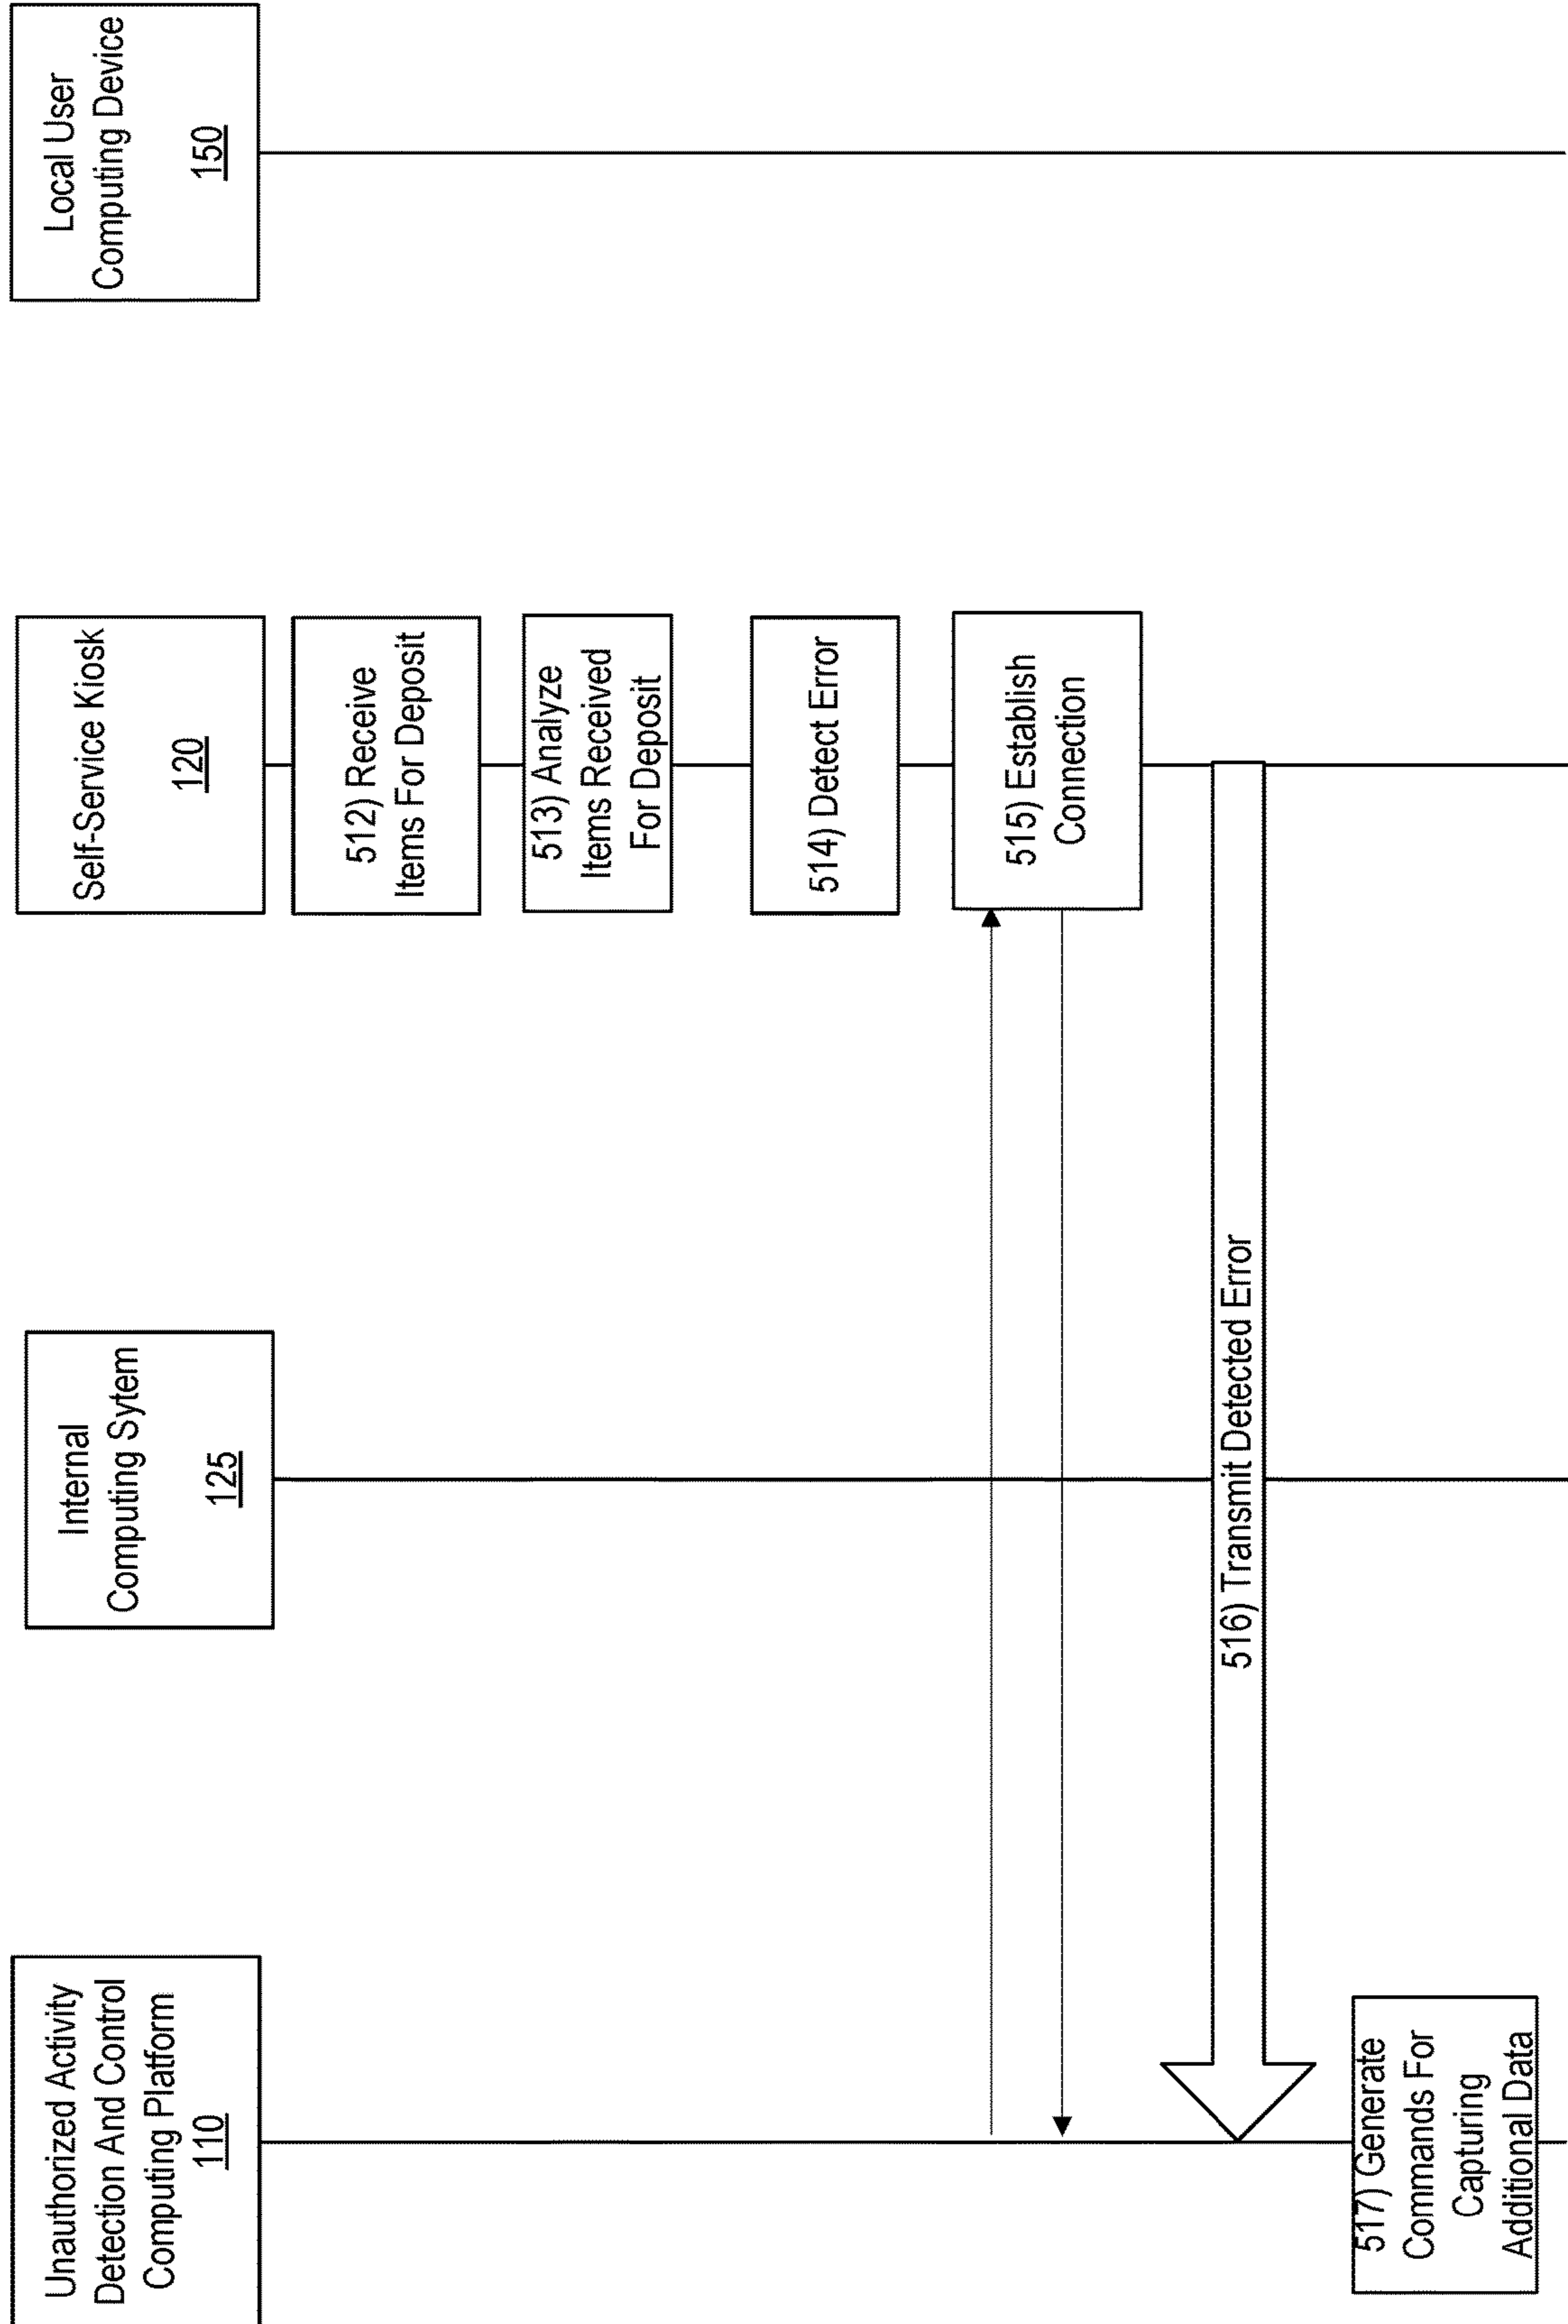 Unauthorized Activity
Detection And Control
Computing Platform
110
Internal
Computing Sytem
125
Self-Service Kiosk
120
Local User
Computing Device
150
512) Receive
Items For Deposit
513) Analyze
Items Received
For Deposit
514) Detect Error
515) Establish
Connection
516) Transmit Detected Error
517) Generate
Commands For
Capturing
Additional Data